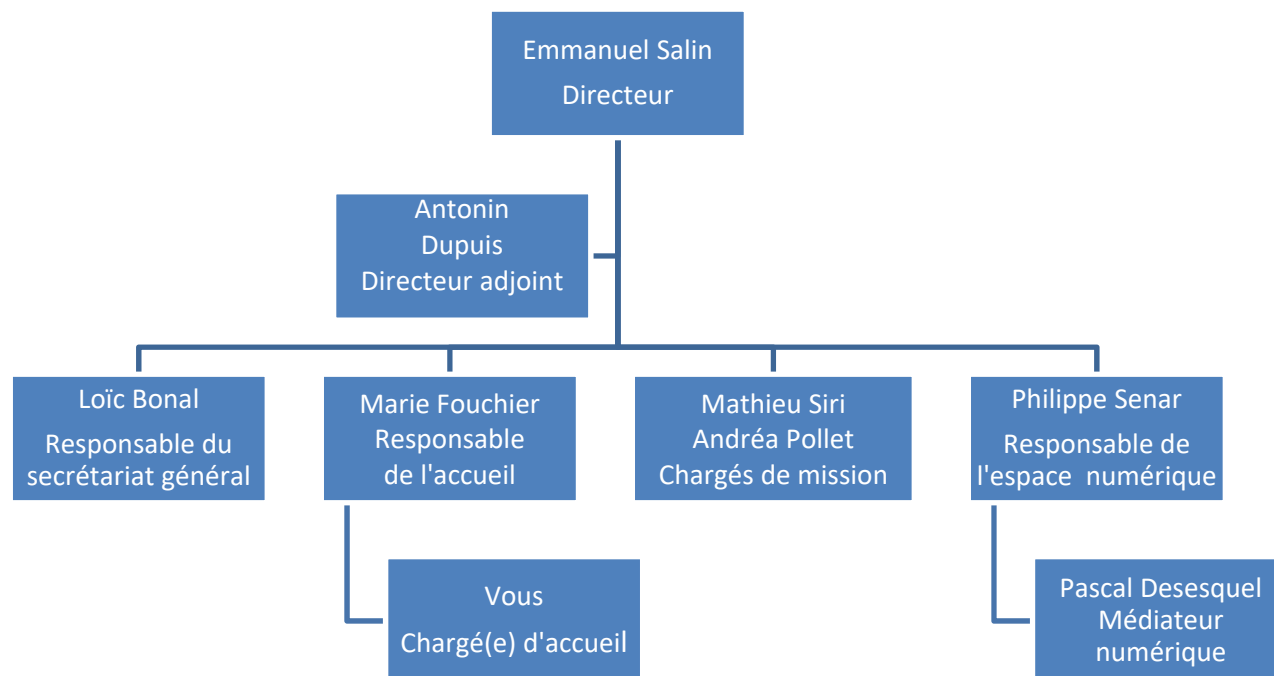 Emmanuel Salin
Directeur
Antonin
Dupuis
Directeur adjoint
Loïc Bonal
Responsable du
secrétariat général
Marie Fouchier
Responsable
de l'accueil
Mathieu Siri
Andréa Pollet
Chargés de mission
Philippe Senar
Responsable de
l'espace numérique
Vous
Chargé(e) d'accueil
Pascal Desesquel
Médiateur
numérique